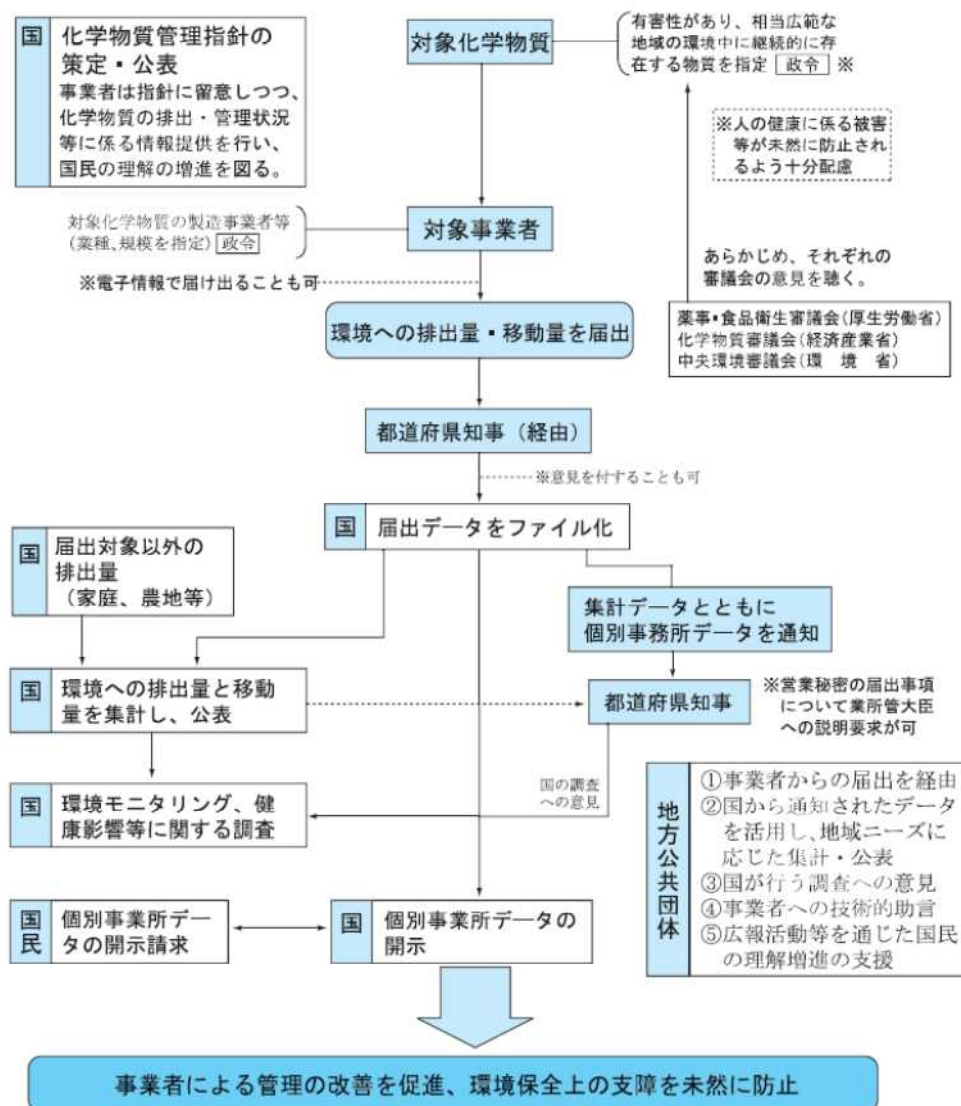 国
化学物質管理指針の
策定・公表
事業者は指針に留意しつつ、
化学物質の排出・管理状況
等に係る情報提供を行い、
国民の理解の増進を図る。
対象化学物質
有害性があり、相当広範な
地域の環境中に継続的に存
在する物質を指定 政令 ※
※人の健康に係る被害
等が未然に防止され
るよう十分配慮
対象化学物質の製造事業者等
(業種、規模を指定) 政令
対象事業者
※電子情報で届け出ることも可
あらかじめ、それぞれの
審議会の意見を聴く。
薬事・食品衛生審議会(厚生労働省)
化学物質審議会(経済産業省)
中央環境審議会(環 境 省)
環境への排出量・移動量を届出
都道府県知事(経由)
※意見を付することも可
国 届出データをファイル化
国
届出対象以外の
排出量
(家庭、農地等)
集計データとともに
個別事務所データを通知
国
環境への排出量と移動
量を集計し、公表
都道府県知事
※営業秘密の届出事項
について業所管大臣
への説明要求が可
国の調査
への意見
国
環境モニタリング、健
康影響等に関する調査
地方公共団体
①事業者からの届出を経由
②国から通知されたデータ
を活用し、地域ニーズに
応じた集計・公表
③国が行う調査への意見
④事業者への技術的助言
⑤広報活動等を通じた国民
の理解増進の支援
国民
個別事業所デー
タの開示請求
国
個別事業所データの
開示
事業者による管理の改善を促進、環境保全上の支障を未然に防止